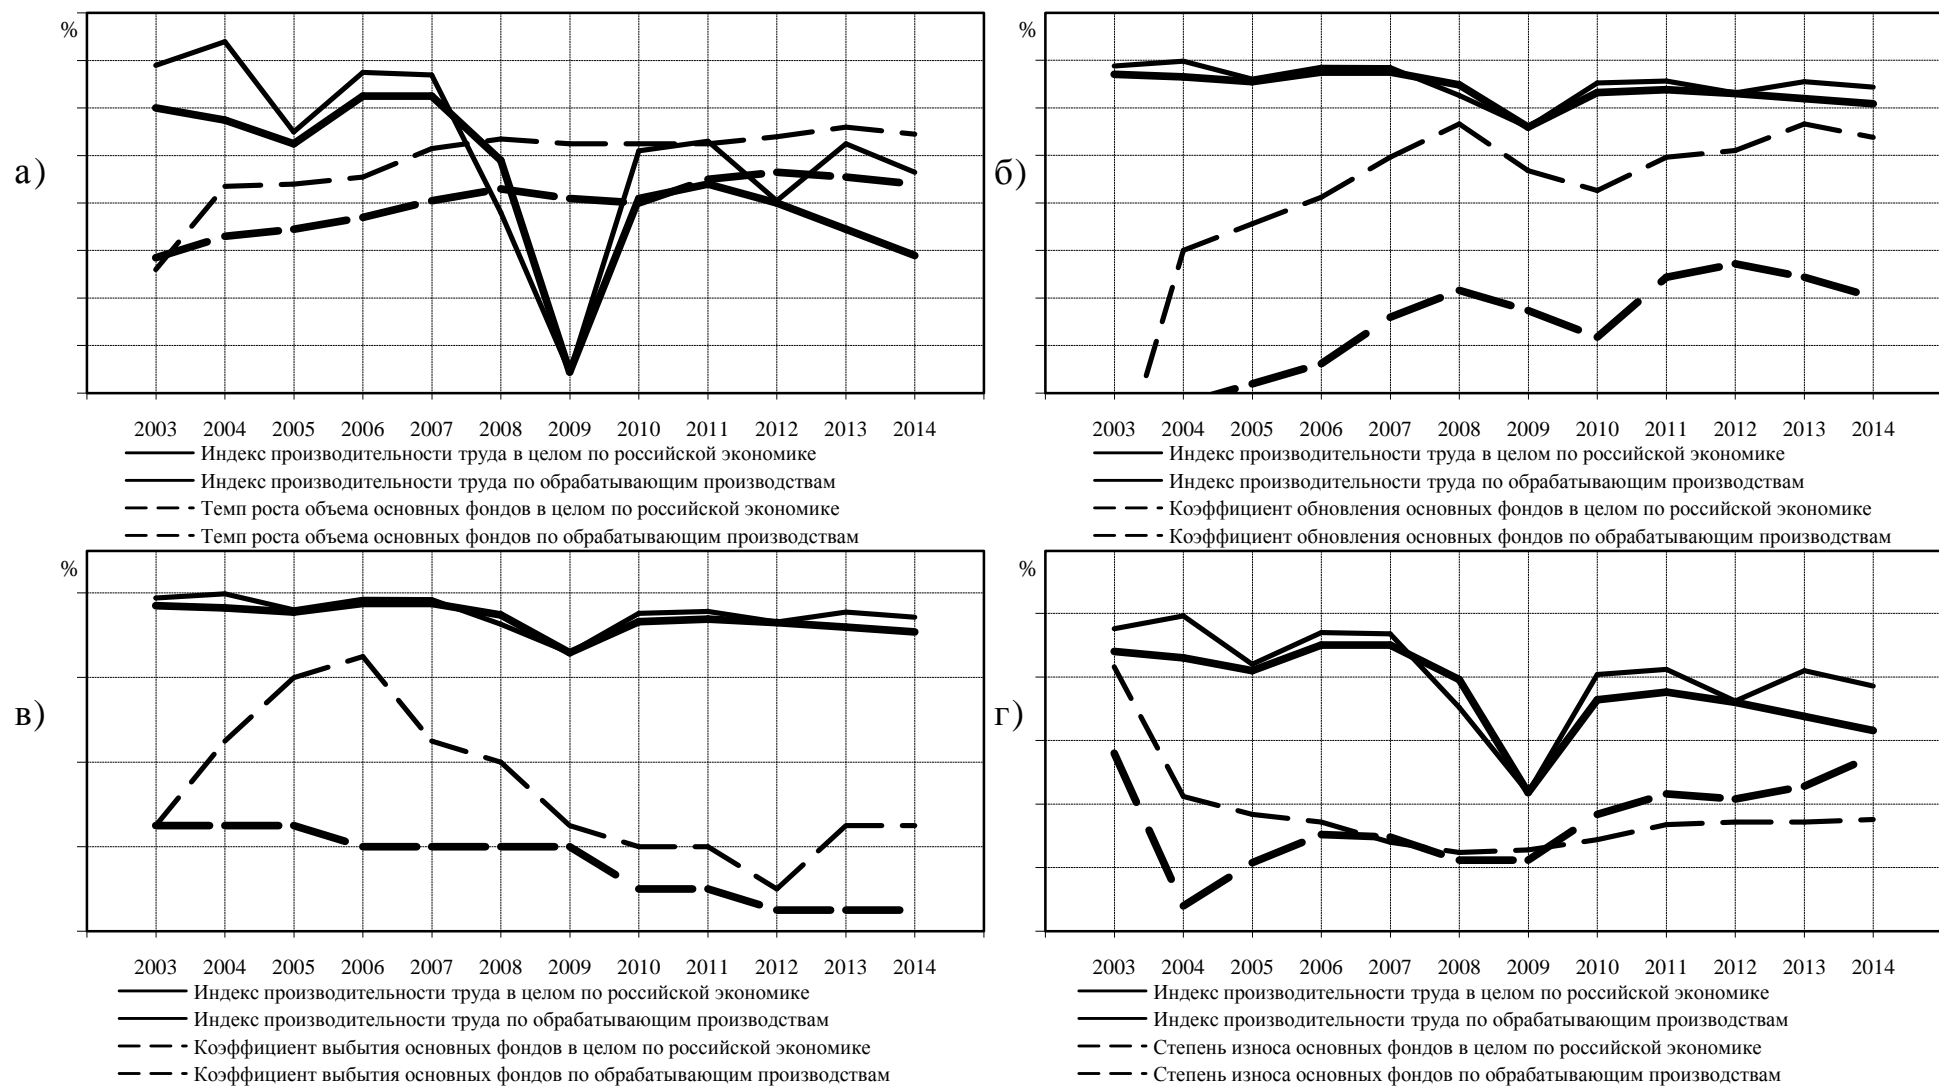 %
а)
2003 2004 2005 2006 2007 2008 2009 2010 2011 2012 2013 2014
Индекс производительности труда в целом по российской экономике
Индекс производительности труда по обрабатывающим производствам
Темп роста объема основных фондов в целом по российской экономике
Темп роста объема основных фондов по обрабатывающим производствам
%
б)
2003 2004 2005 2006 2007 2008 2009 2010 2011 2012 2013 2014
Индекс производительности труда в целом по российской экономике
Индекс производительности труда по обрабатывающим производствам
Коэффициент обновления основных фондов в целом по российской экономике
Коэффициент обновления основных фондов по обрабатывающим производствам
%
в)
2003 2004 2005 2006 2007 2008 2009 2010 2011 2012 2013 2014
Индекс производительности труда в целом по российской экономике
Индекс производительности труда по обрабатывающим производствам
Коэффициент выбытия основных фондов в целом по российской экономике
Коэффициент выбытия основных фондов по обрабатывающим производствам
%
г)
2003 2004 2005 2006 2007 2008 2009 2010 2011 2012 2013 2014
Индекс производительности труда в целом по российской экономике
Индекс производительности труда по обрабатывающим производствам
Степень износа основных фондов в целом по российской экономике
Степень износа основных фондов по обрабатывающим производствам